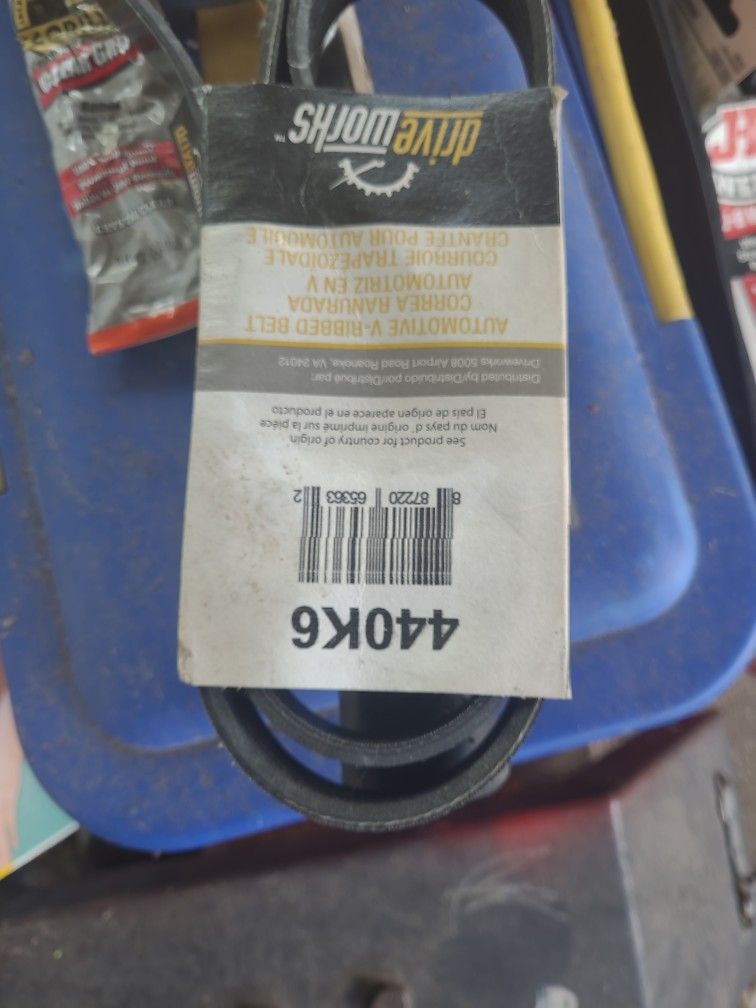 driveworks™
AUTOMOTIVE V-RIBBED BELT
CORREA RANURADA
AUTOMOTRIZ EN V
COURROIE TRAPÉZOIDALE
CRANTÉE POUR AUTOMOBILE
Distributed by/Distribuido por/Distribué par:
Driveworks 5008 Airport Road Roanoke, VA 24012
See product for country of origin
Nom du pays d'origine imprimé sur la pièce
El país de origen aparece en el producto
8 87220 65363 2
440K6